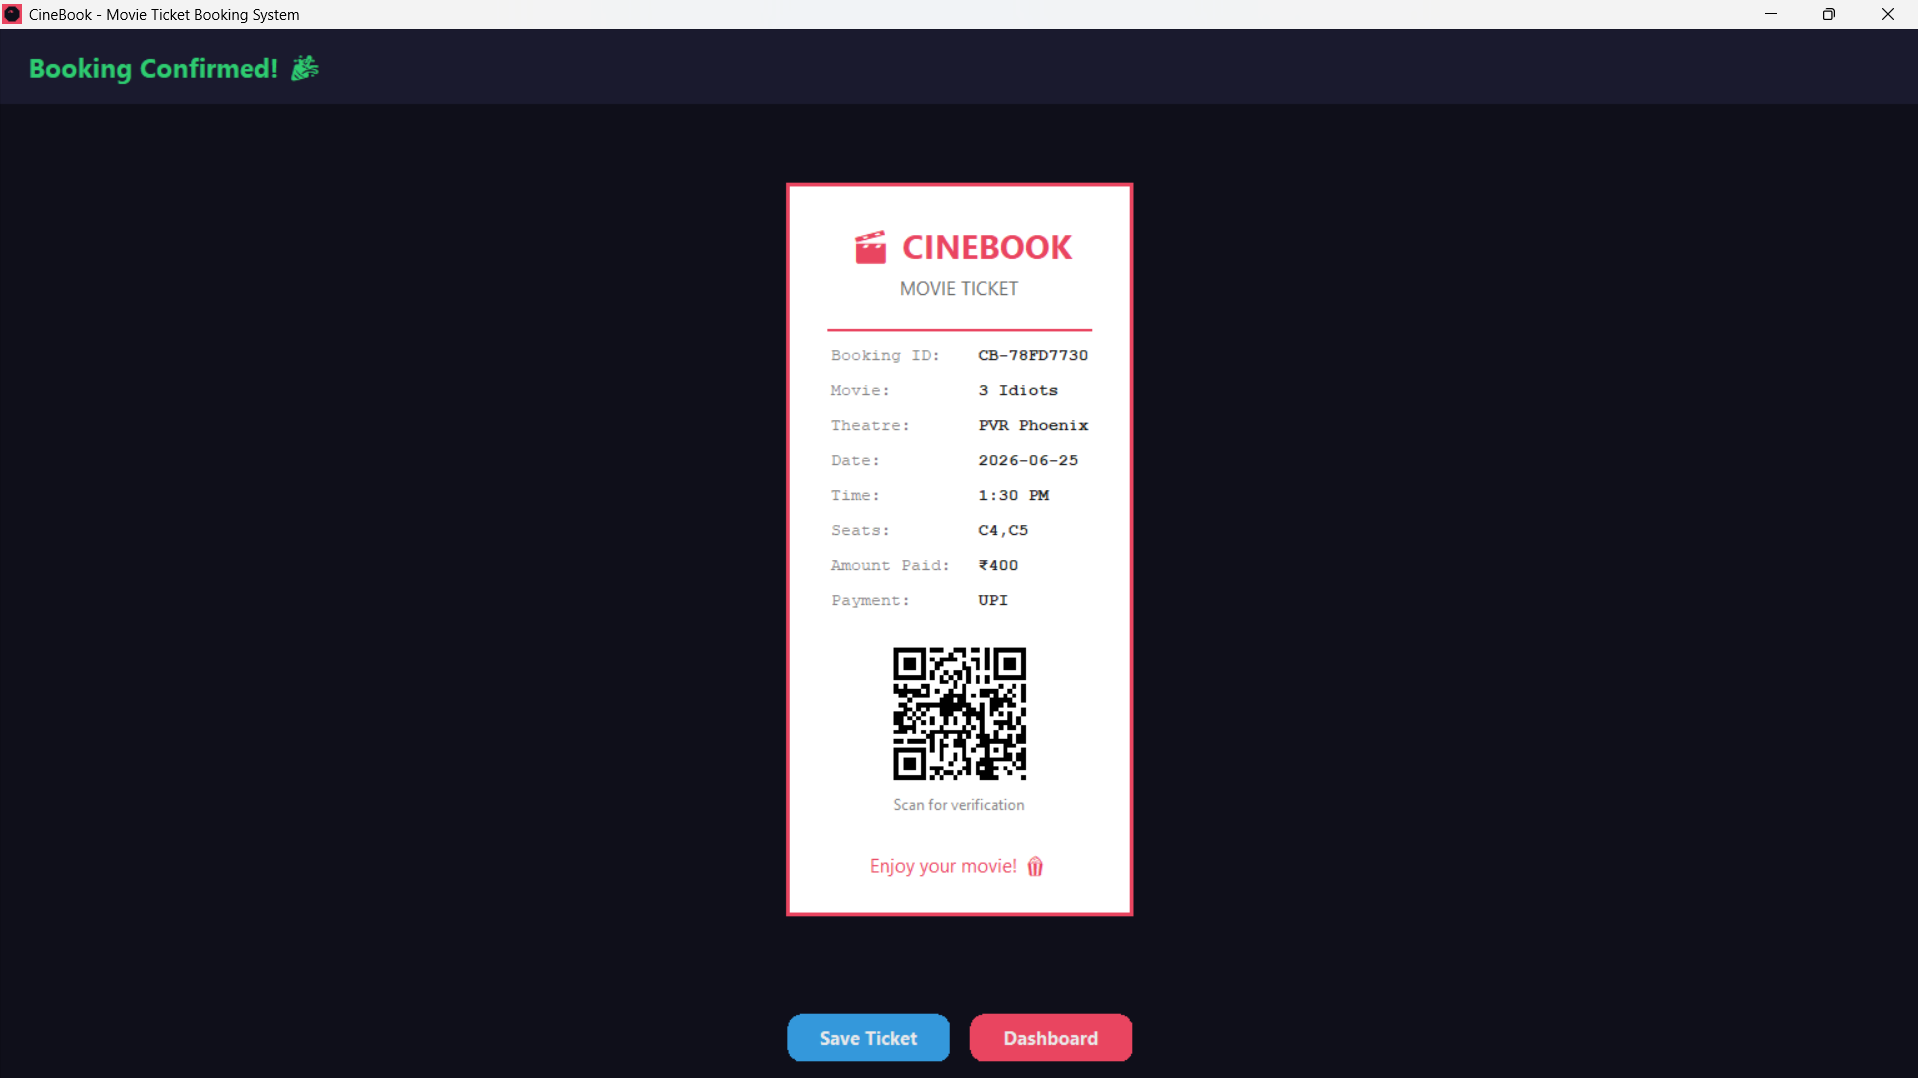 CineBook - Movie Ticket Booking System
Booking Confirmed! 🎉
CINEBOOK
MOVIE TICKET
Booking ID: CB-78FD7730
Movie: 3 Idiots
Theatre: PVR Phoenix
Date: 2026-06-25
Time: 1:30 PM
Seats: C4,C5
Amount Paid: ₹400
Payment: UPI
Scan for verification
Enjoy your movie! 🍿
Save Ticket
Dashboard